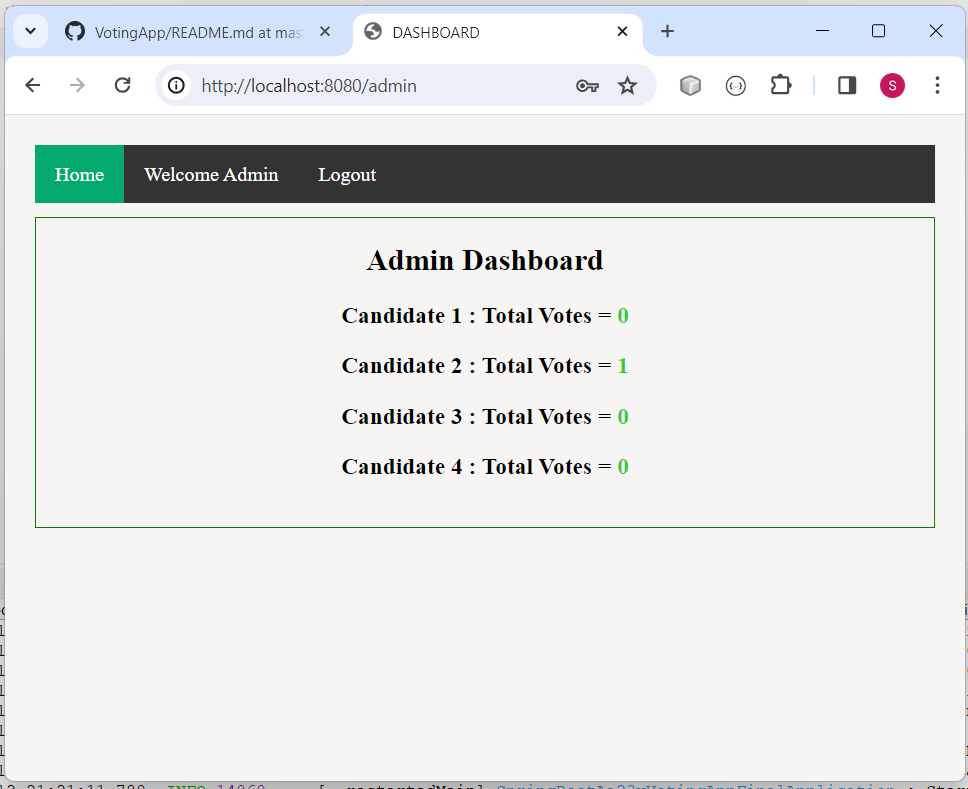 VotingApp/README.md at mas
DASHBOARD
http://localhost:8080/admin
S
Home Welcome Admin Logout
Admin Dashboard
Candidate 1 : Total Votes = 0
Candidate 2 : Total Votes = 1
Candidate 3 : Total Votes = 0
Candidate 4 : Total Votes = 0